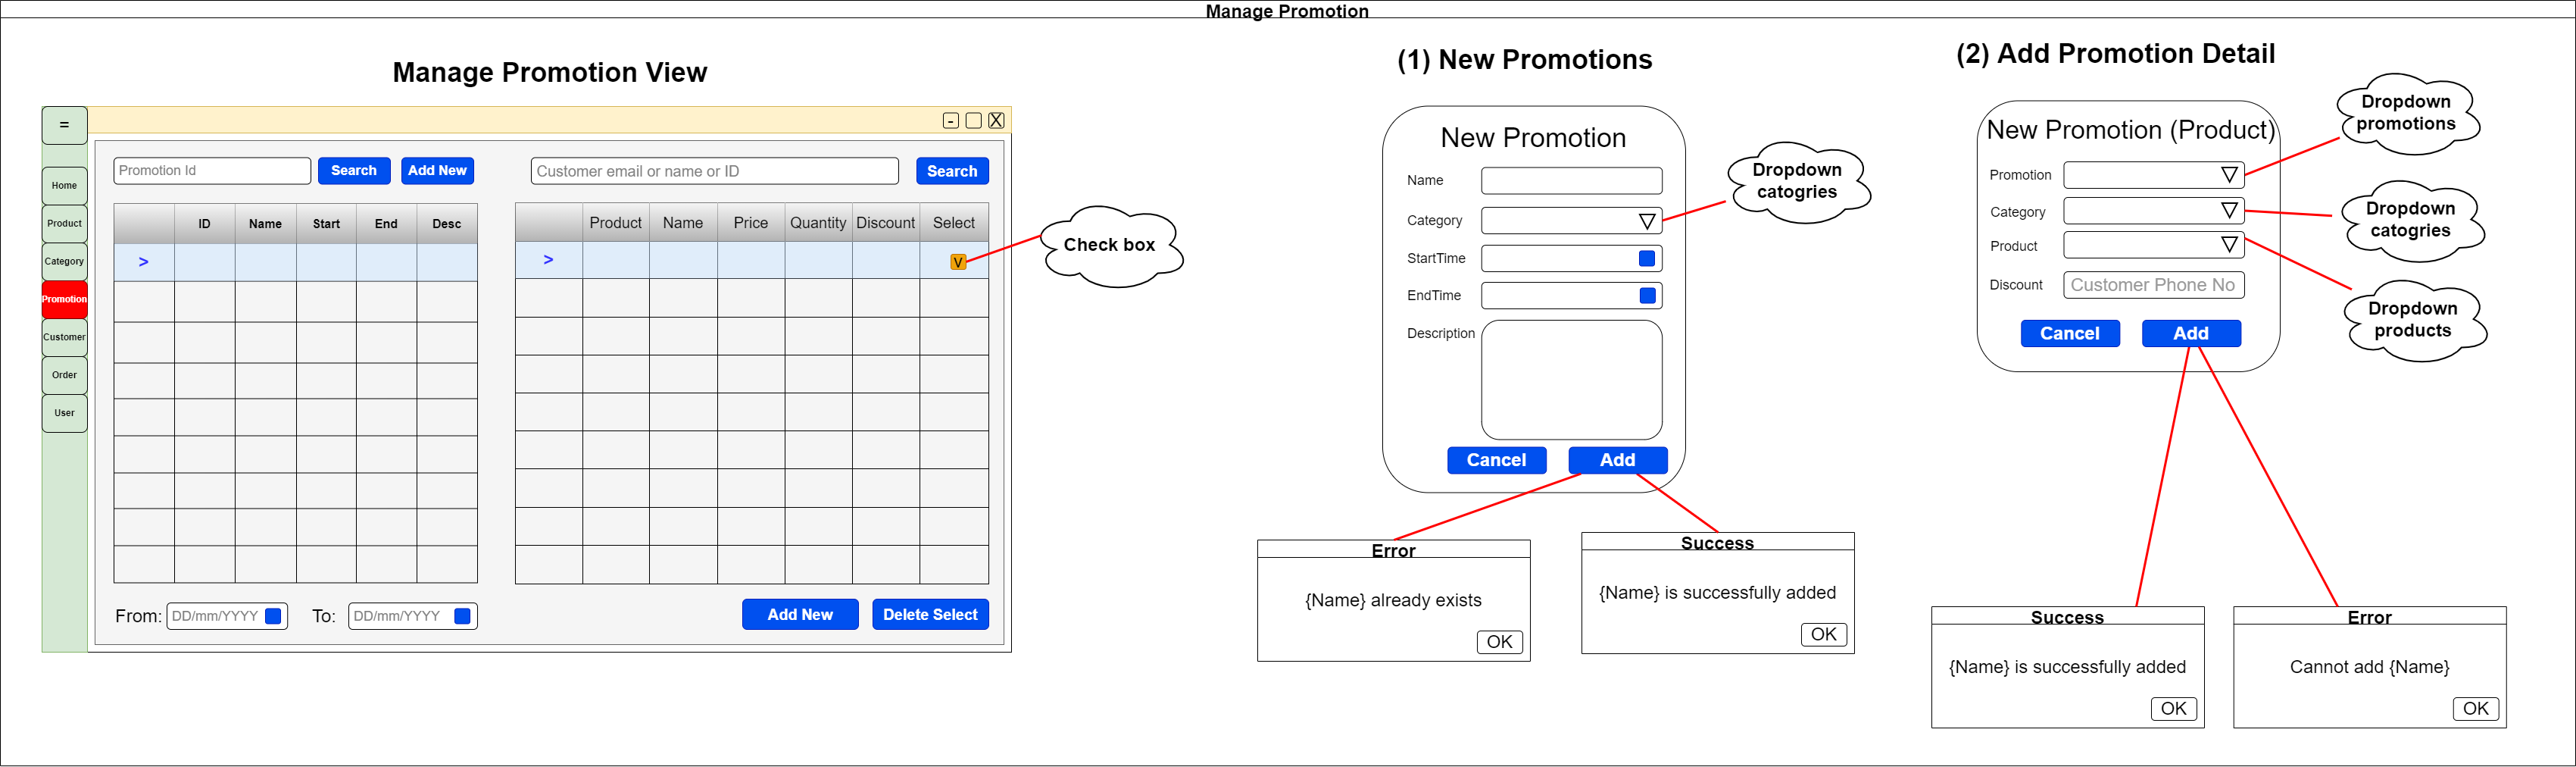 Manage Promotion
Manage Promotion View
=
- X
Home
Product
Category
Promotion
Customer
Order
User
Promotion Id
Search
Add New
Customer email or name or ID
Search
ID Name Start End Desc
>
Product Name Price Quantity Discount Select
>
V
Check box
From: DD/mm/YYYY To: DD/mm/YYYY
Add New
Delete Select
(1) New Promotions
New Promotion
Name
Category
StartTime
EndTime
Description
Cancel
Add
Dropdown
catogries
Error
{Name} already exists
OK
Success
{Name} is successfully added
OK
(2) Add Promotion Detail
New Promotion (Product)
Promotion
Category
Product
Discount Customer Phone No
Cancel
Add
Dropdown
promotions
Dropdown
catogries
Dropdown
products
Success
{Name} is successfully added
OK
Error
Cannot add {Name}
OK